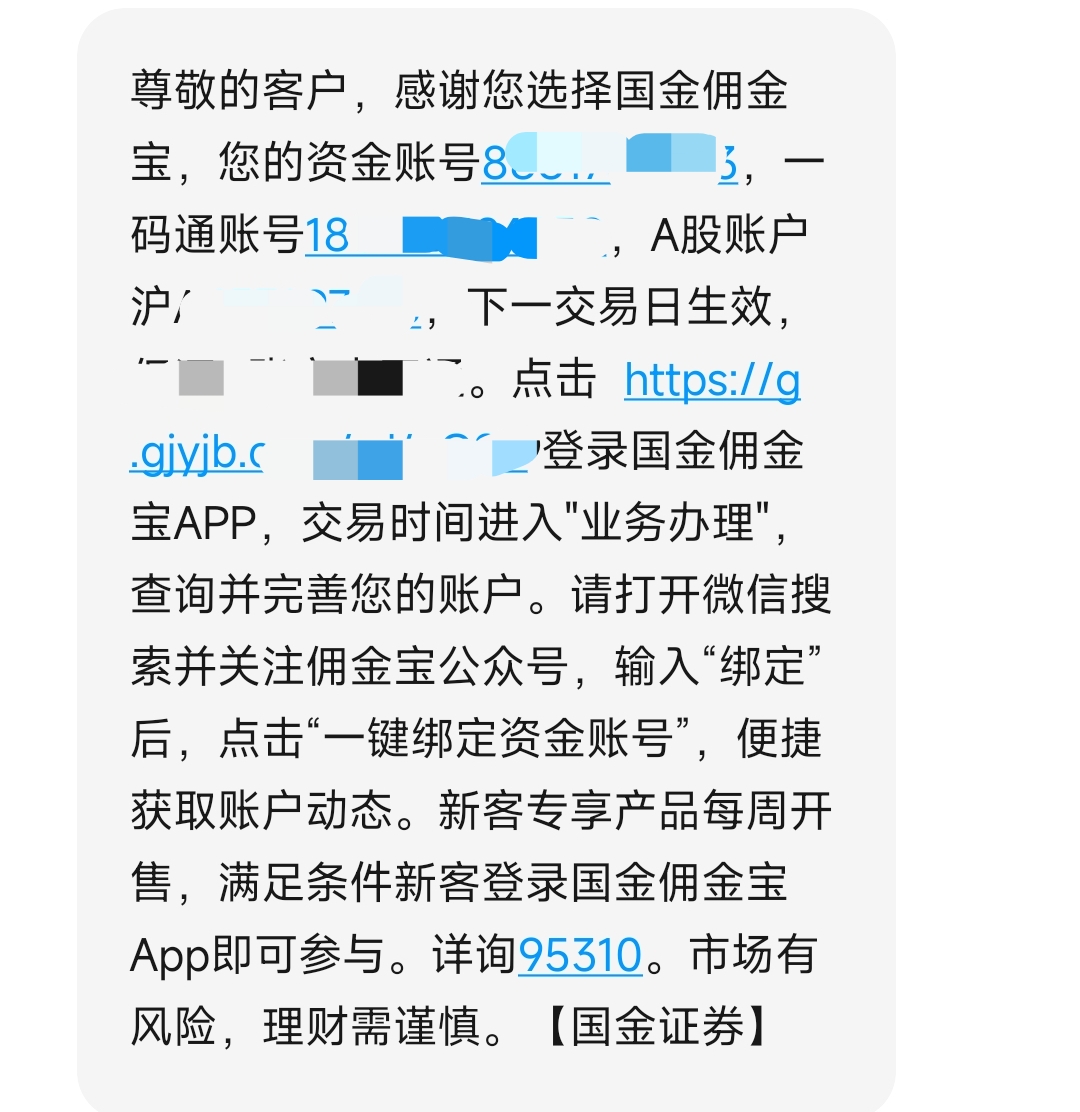 尊敬的客户，感谢您选择国金佣金
宝，您的资金账号8，一
码通账号18，A股账户
沪A，下一交易日生效，
。点击 https://g
.gjyjb.c登录国金佣金
宝APP，交易时间进入"业务办理"，
查询并完善您的账户。请打开微信搜
索并关注佣金宝公众号，输入“绑定”
后，点击“一键绑定资金账号”，便捷
获取账户动态。新客专享产品每周开
售，满足条件新客登录国金佣金宝
App即可参与。详询95310。市场有
风险，理财需谨慎。【国金证券】